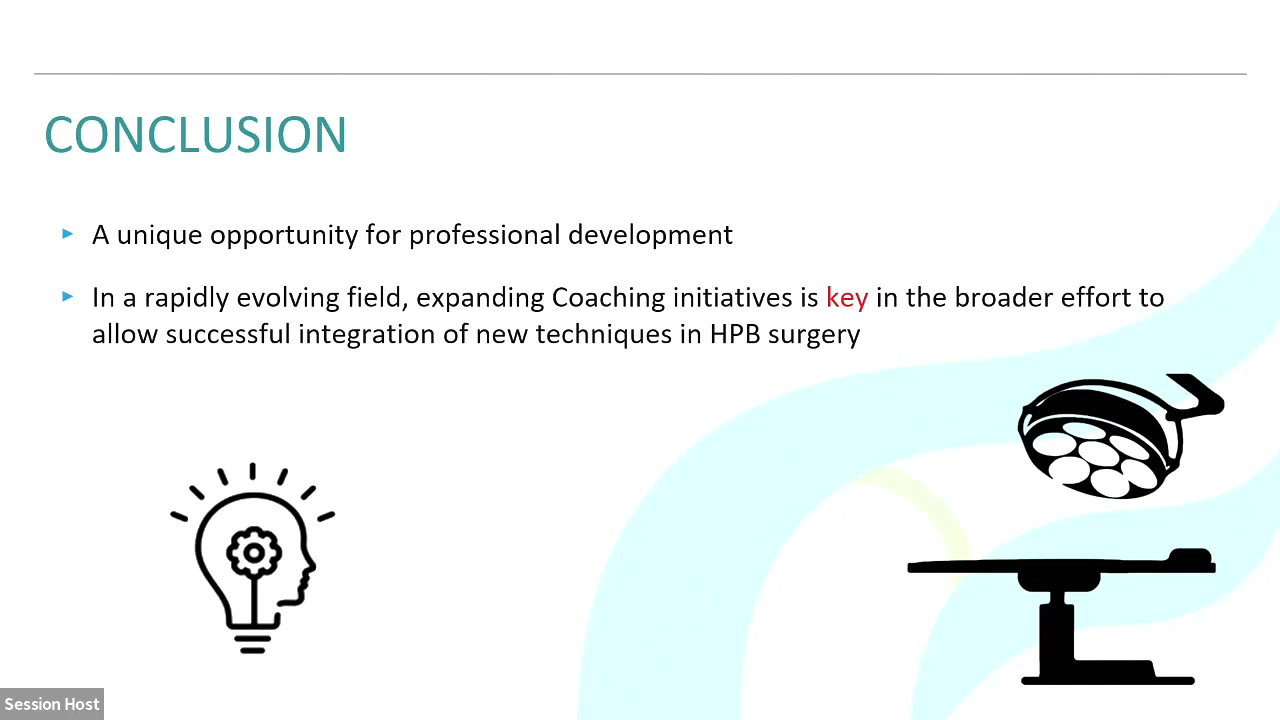 CONCLUSION
A unique opportunity for professional development
In a rapidly evolving field, expanding Coaching initiatives is key in the broader effort to
allow successful integration of new techniques in HPB surgery
Session Host